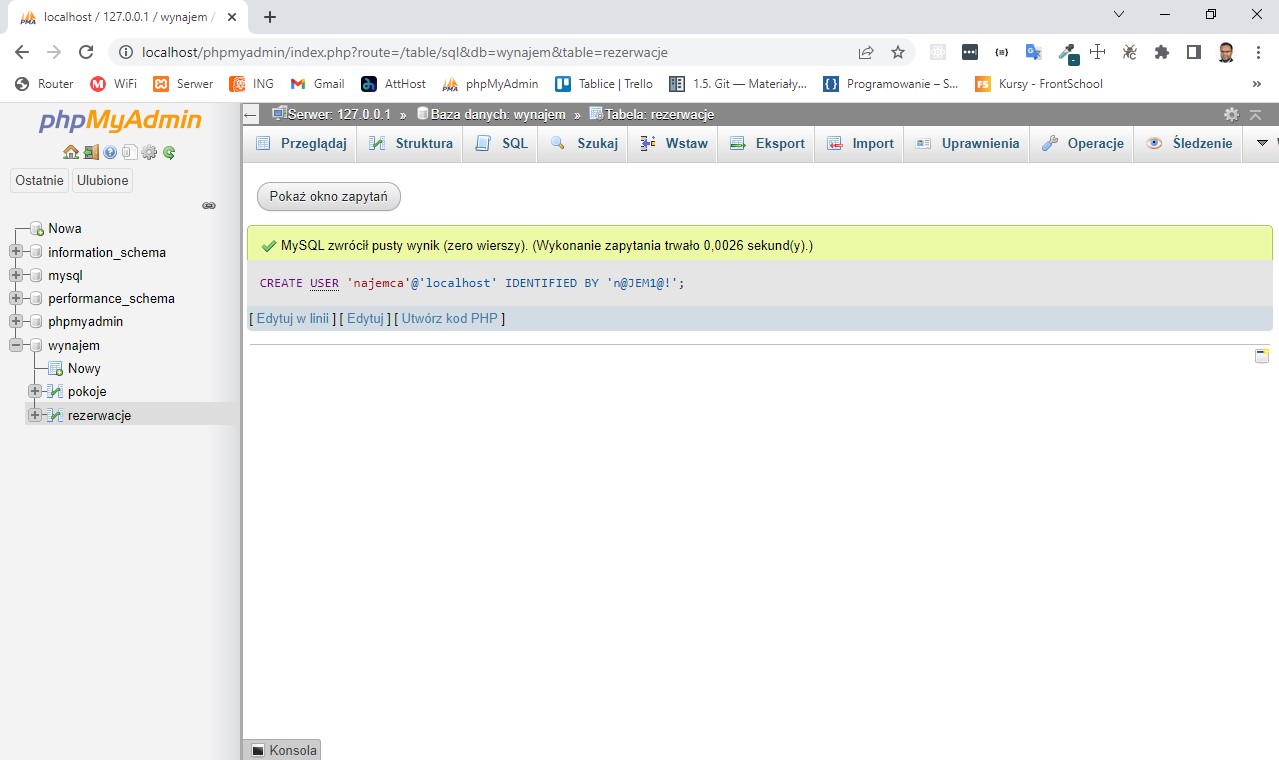 localhost / 127.0.0.1 / wynajem /
localhost/phpmyadmin/index.php?route=/table/sql&db=wynajem&table=rezerwacje
Router WiFi Serwer ING Gmail AttHost phpMyAdmin Tablice | Trello 1.5. Git — Materiały... Programowanie – S... Kursy - FrontSchool »
phpMyAdmin
Ostatnie Ulubione
Nowa
information_schema
mysql
performance_schema
phpmyadmin
wynajem
Nowy
pokoje
rezerwacje
Serwer: 127.0.0.1 » Baza danych: wynajem » Tabela: rezerwacje
Przeglądaj Struktura SQL Szukaj Wstaw Eksport Import Uprawnienia Operacje Śledzenie
Pokaż okno zapytań
MySQL zwrócił pusty wynik (zero wierszy). (Wykonanie zapytania trwało 0,0026 sekund(y).)
CREATE USER 'najemca'@'localhost' IDENTIFIED BY 'n@JEM1@!';
[ Edytuj w linii ] [ Edytuj ] [ Utwórz kod PHP ]
Konsola